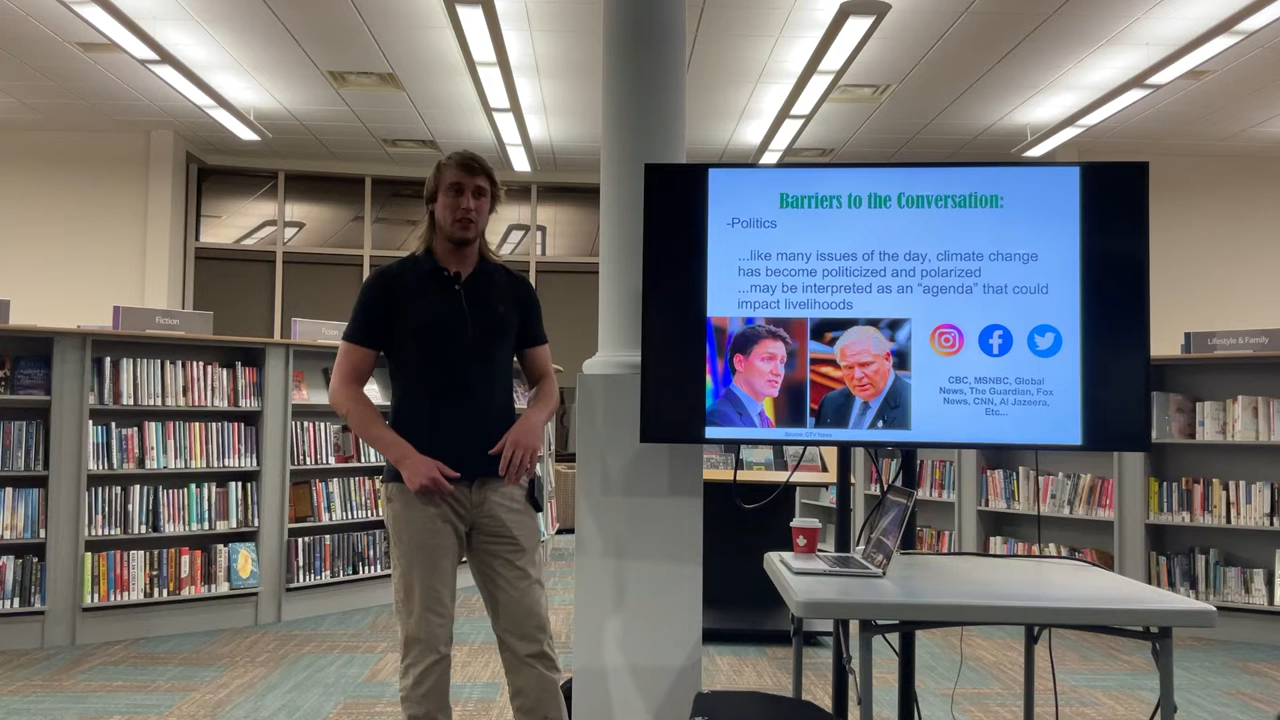 Barriers to the Conversation:
-Politics
...like many issues of the day, climate change
has become politicized and polarized
...may be interpreted as an “agenda” that could
impact livelihoods
CBC, MSNBC, Global
News, The Guardian, Fox
News, CNN, Al Jazeera,
Etc...
Source: CTV News
Fiction
Fiction
Lifestyle & Family